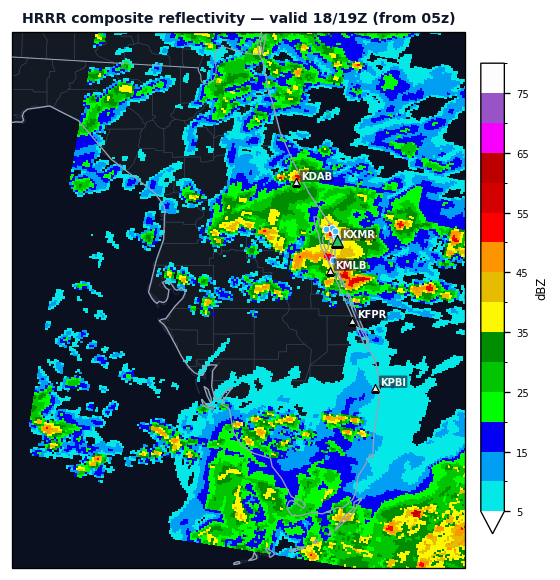 HRRR composite reflectivity — valid 18/19Z (from 05z)
KDAB
KXMR
KMLB
KFPR
KPBI
75
65
55
45
35
25
15
5
dBZ